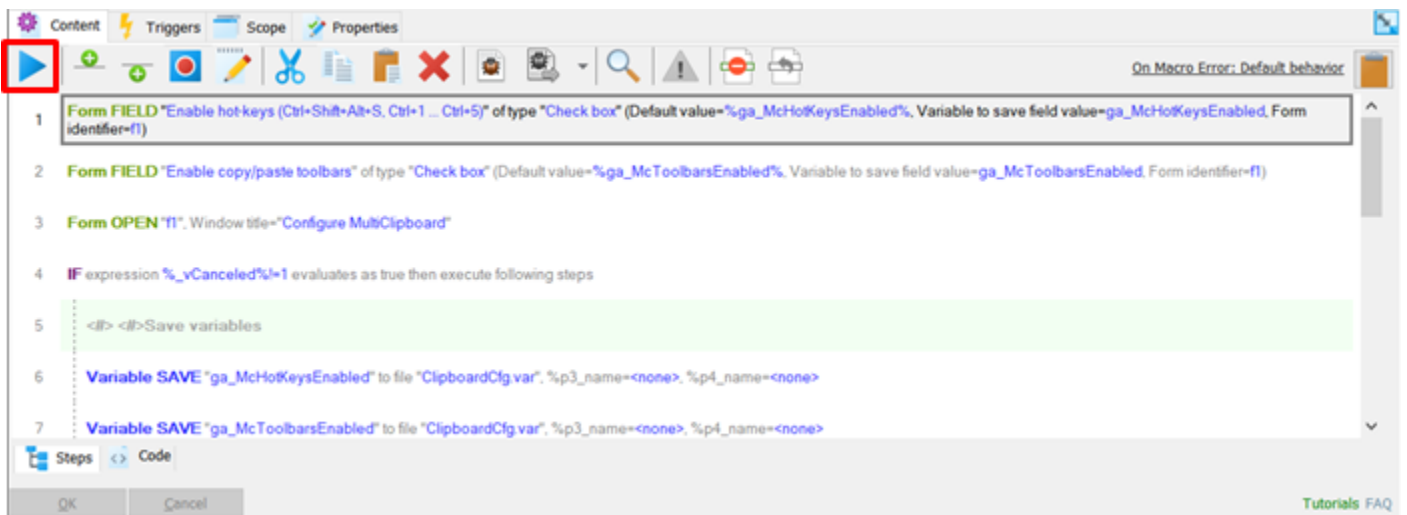 Content Triggers Scope Properties
On Macro Error: Default behavior
1 Form FIELD "Enable hot-keys (Ctrl+Shift+Alt+S, Ctrl+1 ... Ctrl+5)" of type "Check box" (Default value=%ga_McHotKeysEnabled%, Variable to save field value=ga_McHotKeysEnabled, Form
identifier=f1)
2 Form FIELD "Enable copy/paste toolbars" of type "Check box" (Default value=%ga_McToolbarsEnabled%, Variable to save field value=ga_McToolbarsEnabled, Form identifier=f1)
3 Form OPEN "f1", Window title="Configure MultiClipboard"
4 IF expression %_vCanceled%!=1 evaluates as true then execute following steps
5 <#> <#>Save variables
6 Variable SAVE "ga_McHotKeysEnabled" to file "ClipboardCfg.var", %p3_name=<none>, %p4_name=<none>
7 Variable SAVE "ga_McToolbarsEnabled" to file "ClipboardCfg.var", %p3_name=<none>, %p4_name=<none>
Steps <> Code
OK Cancel Tutorials FAQ